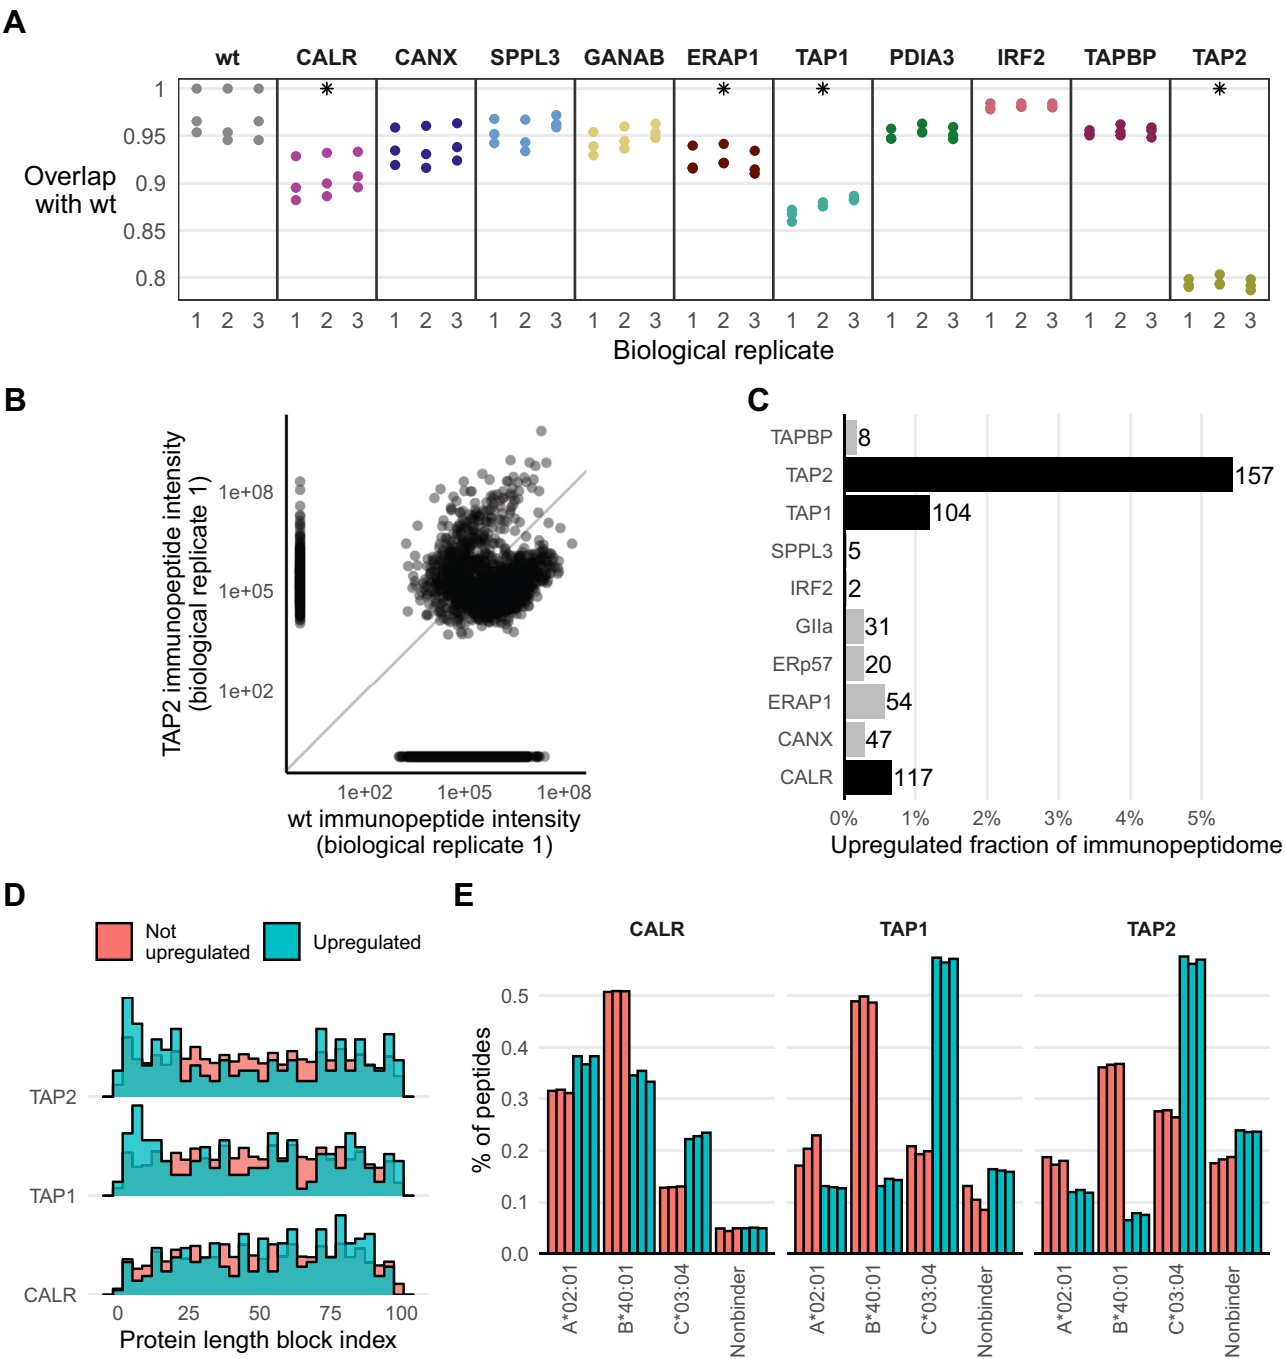 A
wt CALR CANX SPPL3 GANAB ERAP1 TAP1 PDIA3 IRF2 TAPBP TAP2
1 * * * *
0.95
0.9
0.85
0.8
Overlap
with wt
1 2 3 1 2 3 1 2 3 1 2 3 1 2 3 1 2 3 1 2 3 1 2 3 1 2 3 1 2 3 1 2 3
Biological replicate
B
TAP2 immunopeptide intensity
(biological replicate 1)
1e+08
1e+05
1e+02
1e+02 1e+05 1e+08
wt immunopeptide intensity
(biological replicate 1)
C
TAPBP 8
TAP2 157
TAP1 104
SPPL3 5
IRF2 2
GIIa 31
ERp57 20
ERAP1 54
CANX 47
CALR 117
0% 1% 2% 3% 4% 5%
Upregulated fraction of immunopeptidome
D
Not
upregulated
Upregulated
TAP2
TAP1
CALR
0 25 50 75 100
Protein length block index
E
CALR TAP1 TAP2
% of peptides
0.5
0.4
0.3
0.2
0.1
0.0
A*02:01 B*40:01 C*03:04 Nonbinder A*02:01 B*40:01 C*03:04 Nonbinder A*02:01 B*40:01 C*03:04 Nonbinder